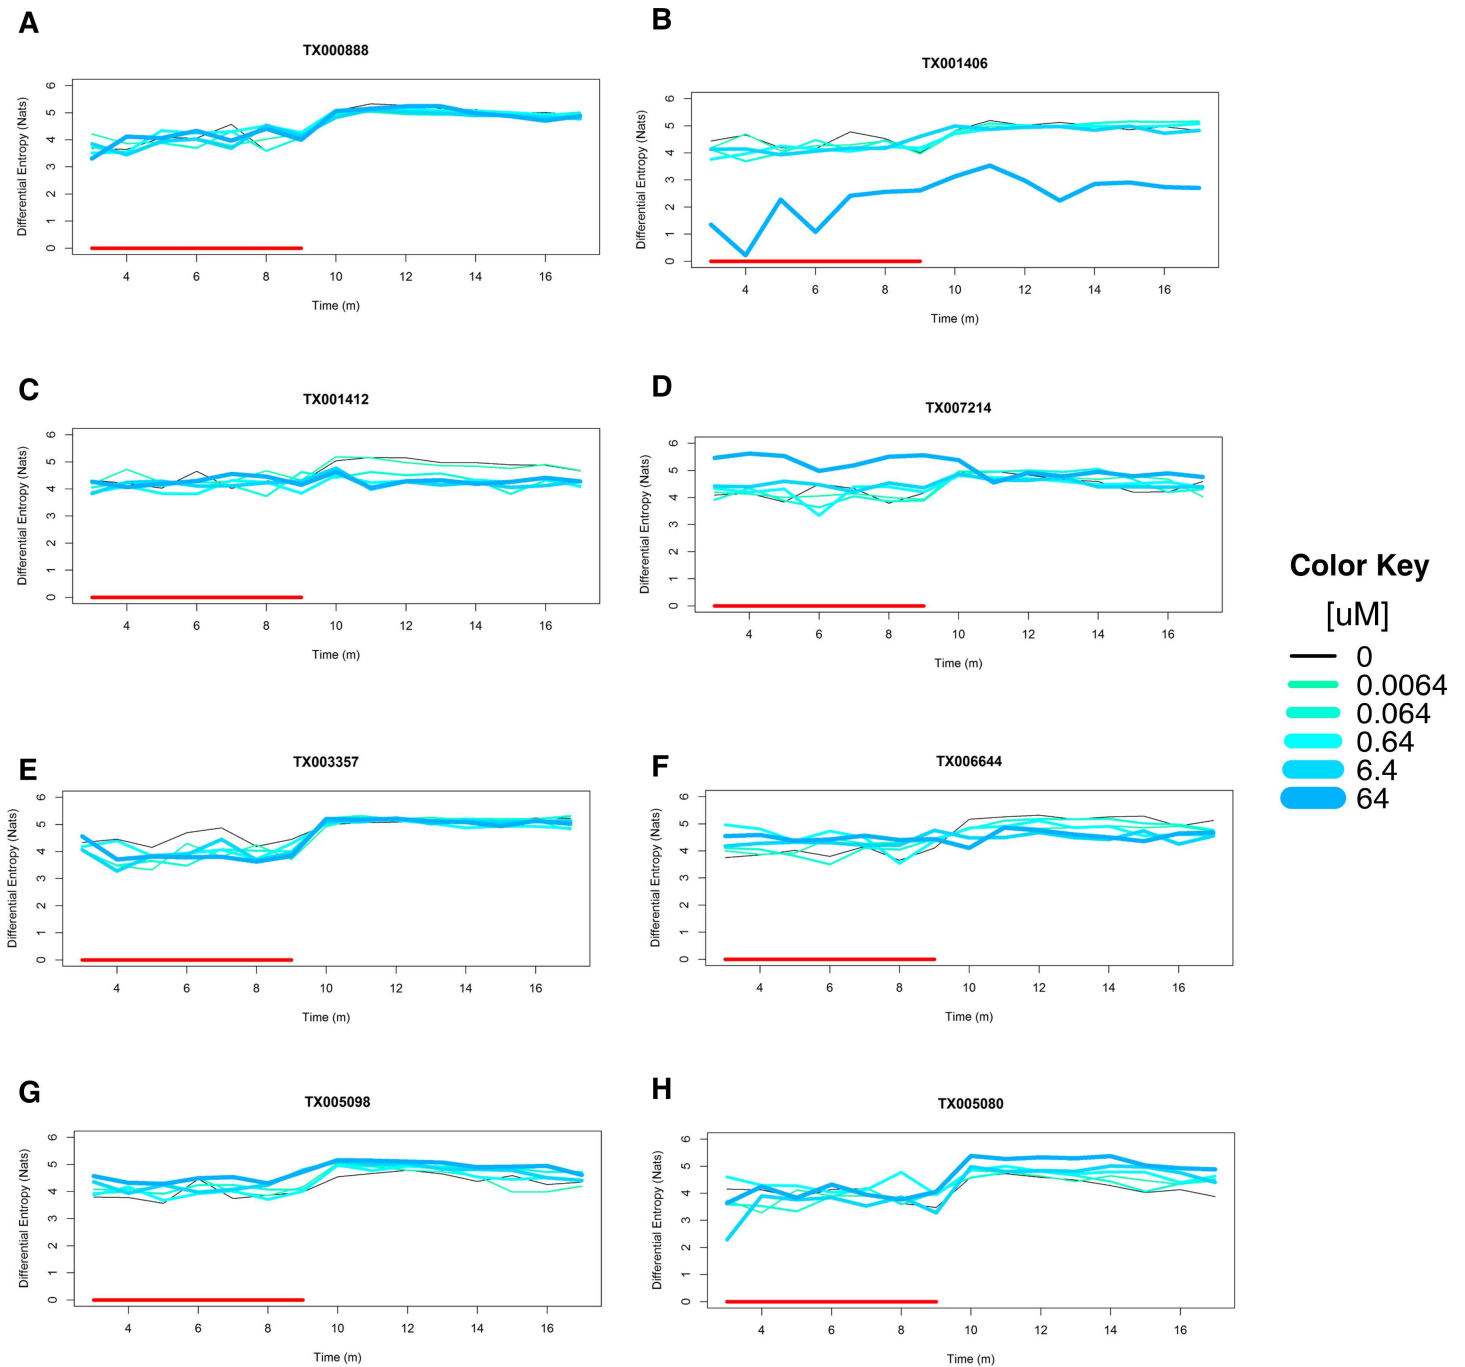 A
TX000888
Differential Entropy (Nats)
6
5
4
3
2
1
0
4 6 8 10 12 14 16
Time (m)
B
TX001406
Differential Entropy (Nats)
6
5
4
3
2
1
0
4 6 8 10 12 14 16
Time (m)
C
TX001412
Differential Entropy (Nats)
6
5
4
3
2
1
0
4 6 8 10 12 14 16
Time (m)
D
TX007214
Differential Entropy (Nats)
6
5
4
3
2
1
0
4 6 8 10 12 14 16
Time (m)
Color Key
[uM]
0
0.0064
0.064
0.64
6.4
64
E
TX003357
Differential Entropy (Nats)
6
5
4
3
2
1
0
4 6 8 10 12 14 16
Time (m)
F
TX006644
Differential Entropy (Nats)
6
5
4
3
2
1
0
4 6 8 10 12 14 16
Time (m)
G
TX005098
Differential Entropy (Nats)
6
5
4
3
2
1
0
4 6 8 10 12 14 16
Time (m)
H
TX005080
Differential Entropy (Nats)
6
5
4
3
2
1
0
4 6 8 10 12 14 16
Time (m)